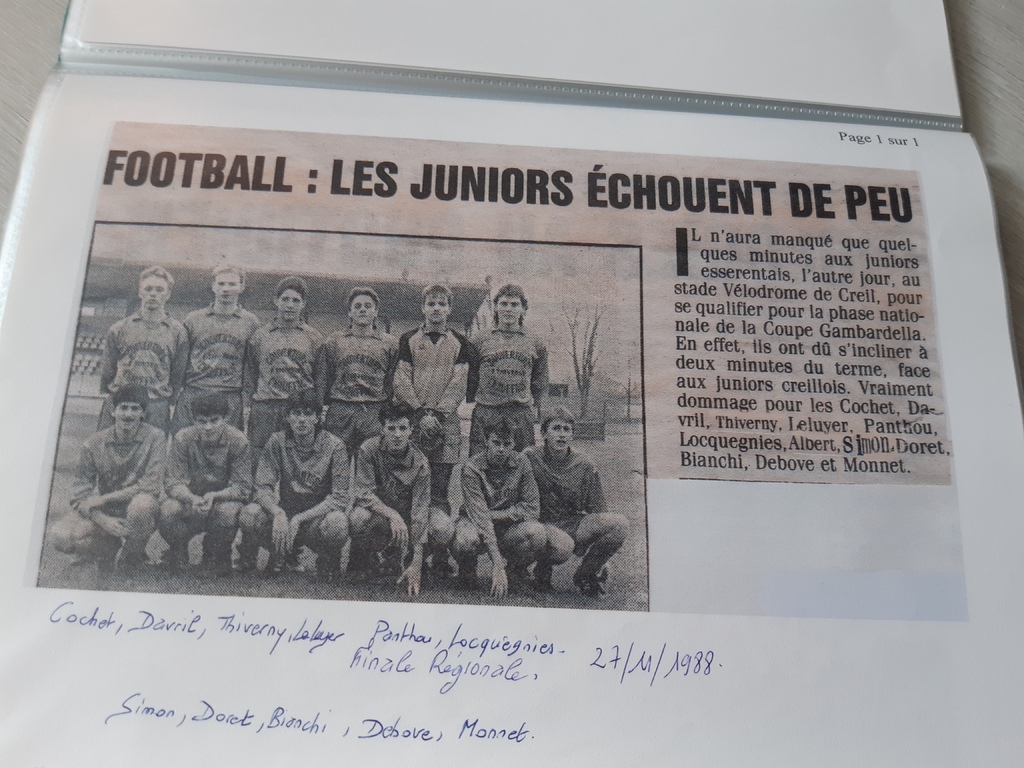 Page 1 sur 1
FOOTBALL : LES JUNIORS ÉCHOUENT DE PEU
IL n'aura manqué que quel-
ques minutes aux juniors
esserentais, l'autre jour, au
stade Vélodrome de Creil, pour
se qualifier pour la phase natio-
nale de la Coupe Gambardella.
En effet, ils ont dû s'incliner à
deux minutes du terme, face
aux juniors creillois. Vraiment
dommage pour les Cochet, Da-
vril, Thiverny, Leluyer, Panthou,
Locquegnies, Albert, Simon, Doret,
Bianchi, Debove et Monnet.
Cochet, Davril, Thiverny, Leluyer Panthou, Locquegnies-
Finale Régionale. 27/11/1988.
Simon, Doret, Bianchi, Debove, Monnet.